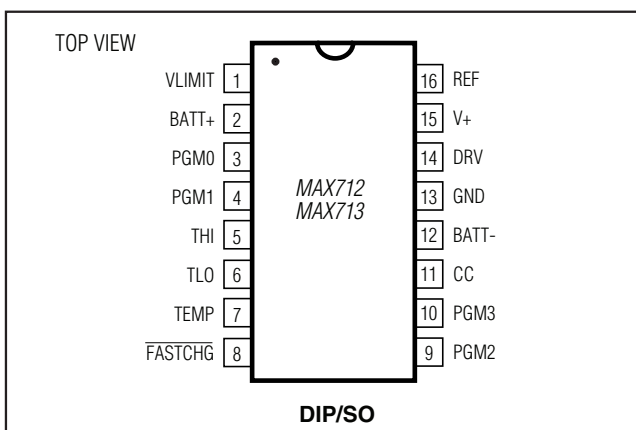 TOP VIEW
VLIMIT 1
BATT+ 2
PGM0 3
PGM1 4
THI 5
TLO 6
TEMP 7
FASTCHG 8
MAX712
MAX713
16 REF
15 V+
14 DRV
13 GND
12 BATT-
11 CC
10 PGM3
9 PGM2
DIP/SO